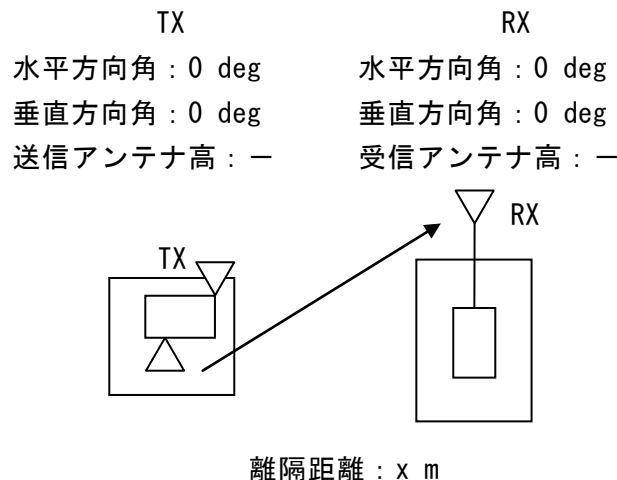 TX
水平方向角：0 deg
垂直方向角：0 deg
送信アンテナ高：－
RX
水平方向角：0 deg
垂直方向角：0 deg
受信アンテナ高：－
TX
RX
離隔距離：x m